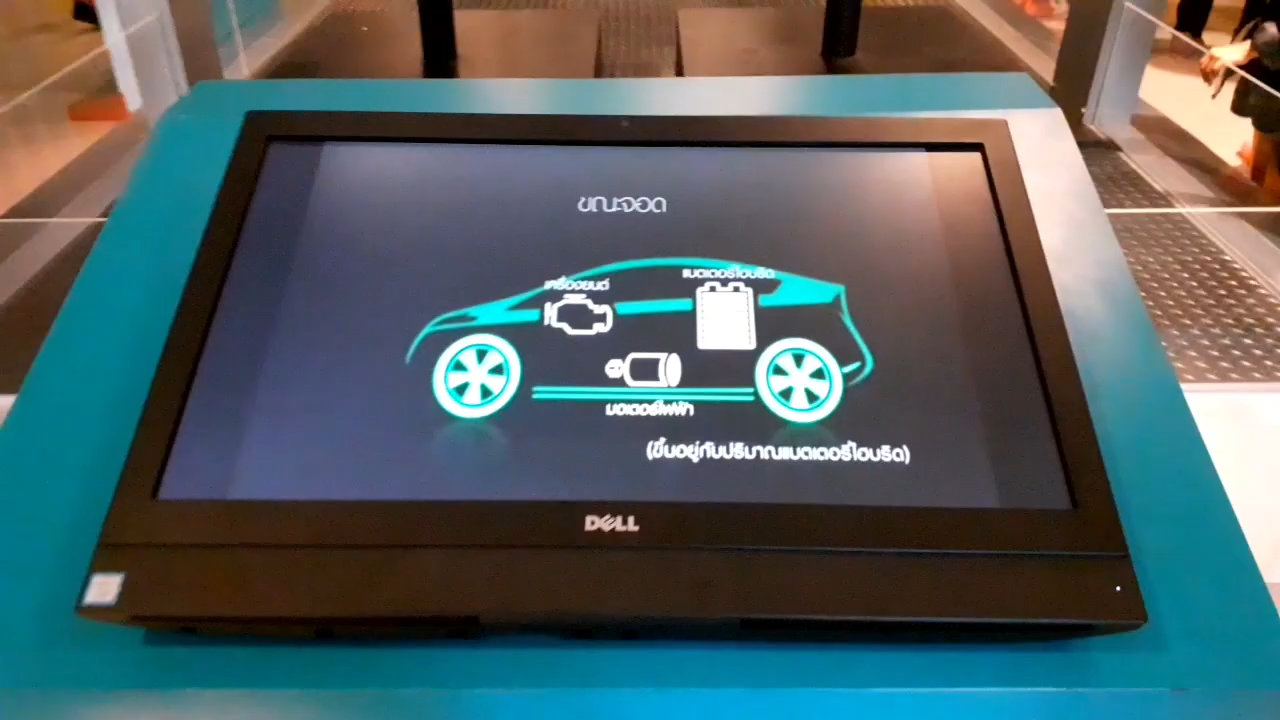 ขณะจอด
แบตเตอรี่ไฮบริด
เครื่องยนต์
มอเตอร์ไฟฟ้า
(ขึ้นอยู่กับปริมาณแบตเตอรี่ไฮบริด)
DELL